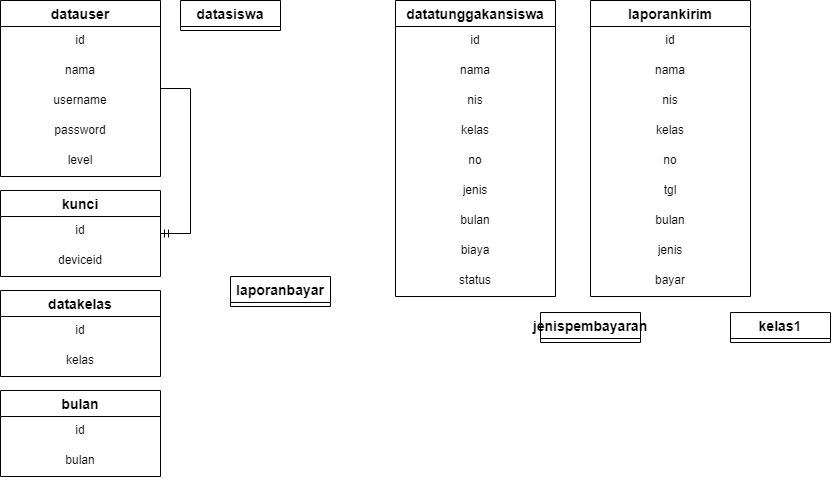 datauser
id
nama
username
password
level
kunci
id
deviceid
datakelas
id
kelas
bulan
id
bulan
datasiswa
laporanbayar
datatunggakansiswa
id
nama
nis
kelas
no
jenis
bulan
biaya
status
laporankirim
id
nama
nis
kelas
no
tgl
bulan
jenis
bayar
jenispembayaran
kelas1